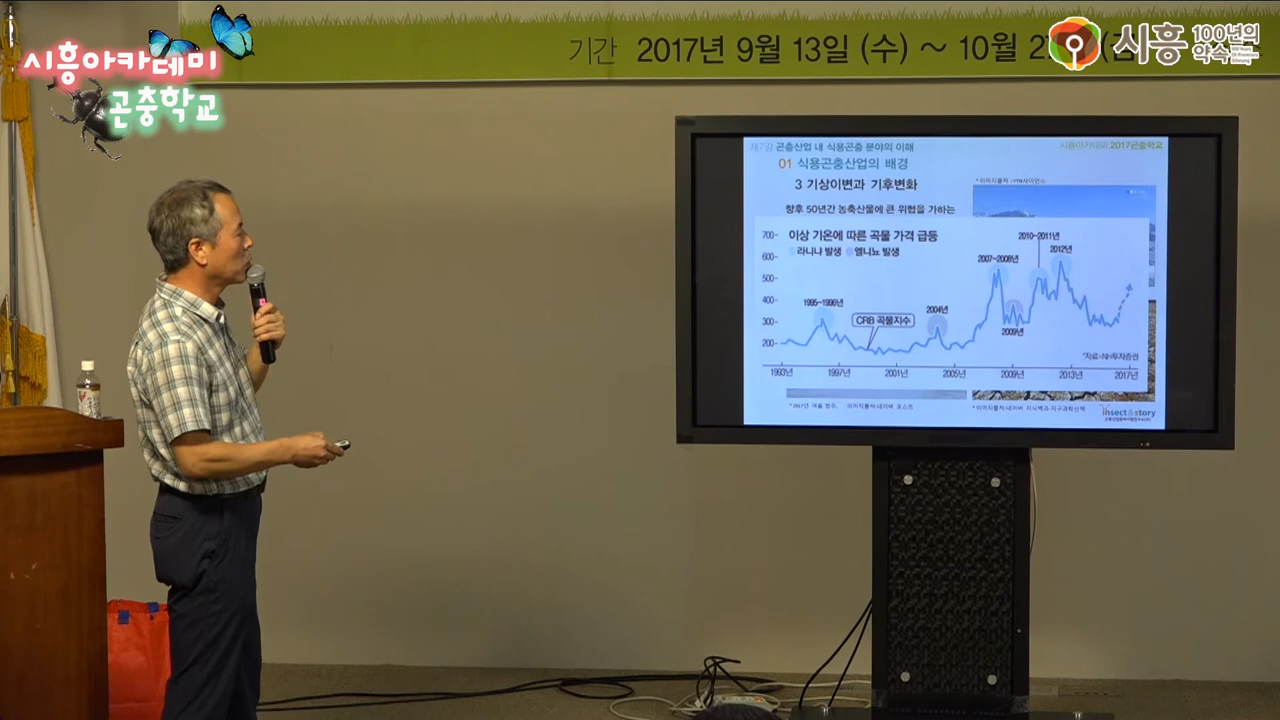 기간 2017년 9월 13일 (수) ~ 10월 2
시흥 100년의 약속
시흥아카데미
곤충학교
제7강 곤충산업 내 식용곤충 분야의 이해
시흥아카데미 2017곤충학교
01 식용곤충산업의 배경
3 기상이변과 기후변화
향후 50년간 농축산물에 큰 위협을 가하는
이상 기온에 따른 곡물 가격 급등
라니냐 발생 엘니뇨 발생
700
600
500
400
300
200
1995~1996년
CRB 곡물지수
2004년
2007~2008년
2009년
2010~2011년
2012년
*자료=NH투자증권
1993년 1997년 2001년 2005년 2009년 2013년 2017년
insect&story